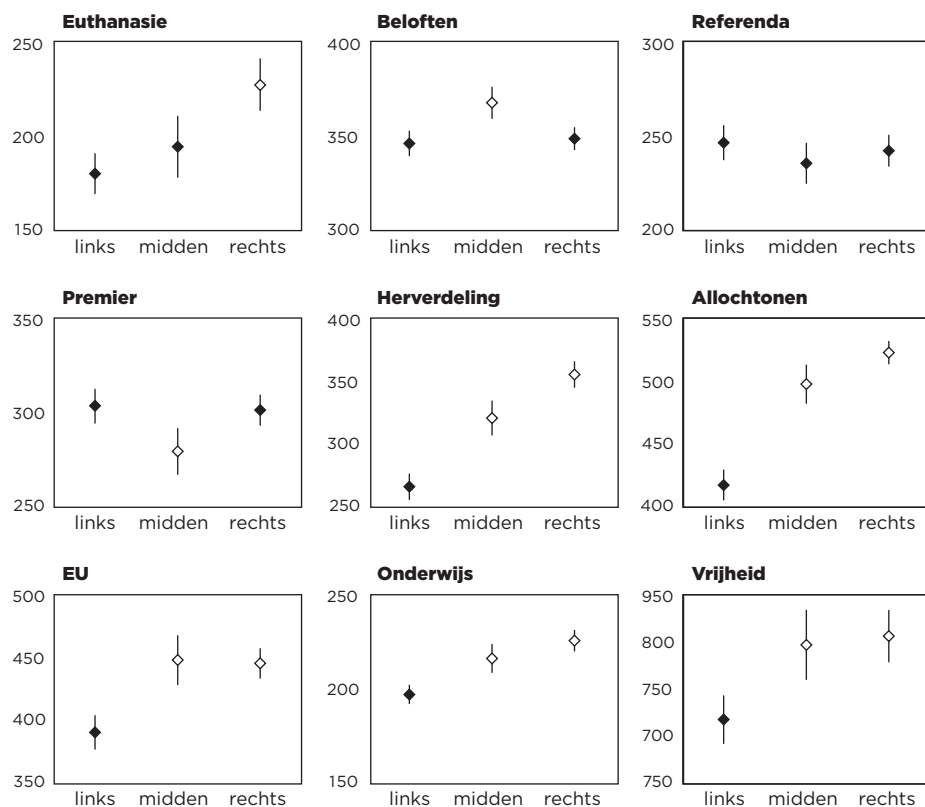 Euthanasie
250
200
150
links midden rechts
Beloften
400
350
300
links midden rechts
Referenda
300
250
200
links midden rechts
Premier
350
300
250
links midden rechts
Herverdeling
400
350
300
250
links midden rechts
Allochtonen
550
500
450
400
links midden rechts
EU
500
450
400
350
links midden rechts
Onderwijs
250
200
150
links midden rechts
Vrijheid
950
800
750
700
750
links midden rechts